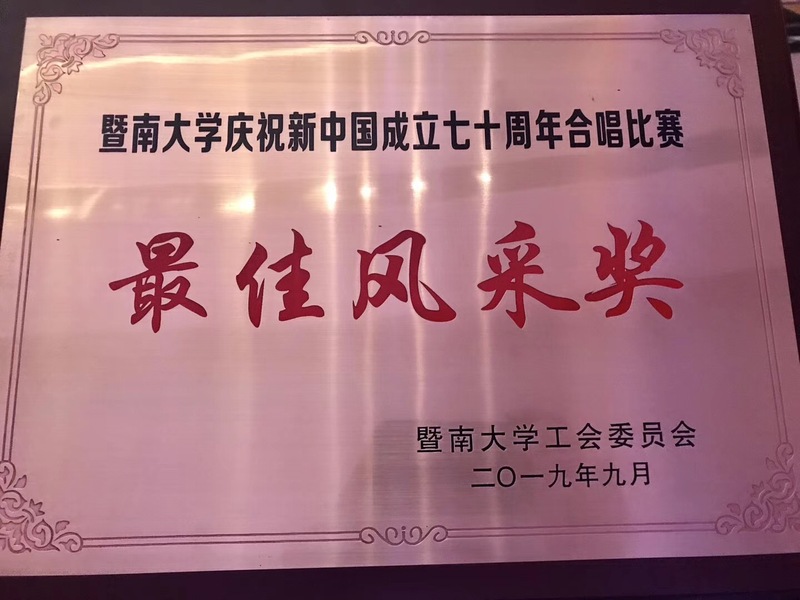 暨南大学庆祝新中国成立七十周年合唱比赛
最佳风采奖
暨南大学工会委员会
二〇一九年九月